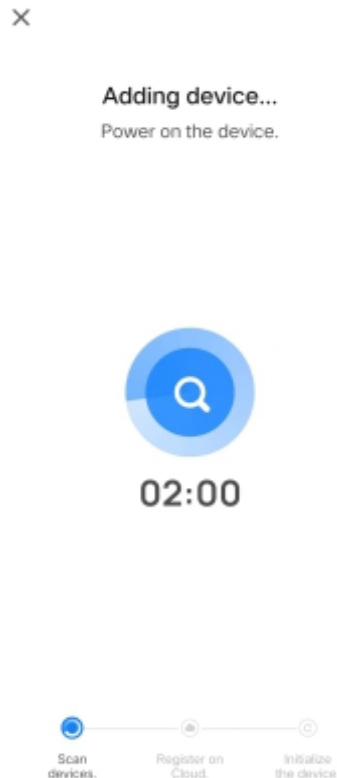 Adding device...
Power on the device.
02:00
Scan
devices.
Register on
Cloud.
Initialize
the device